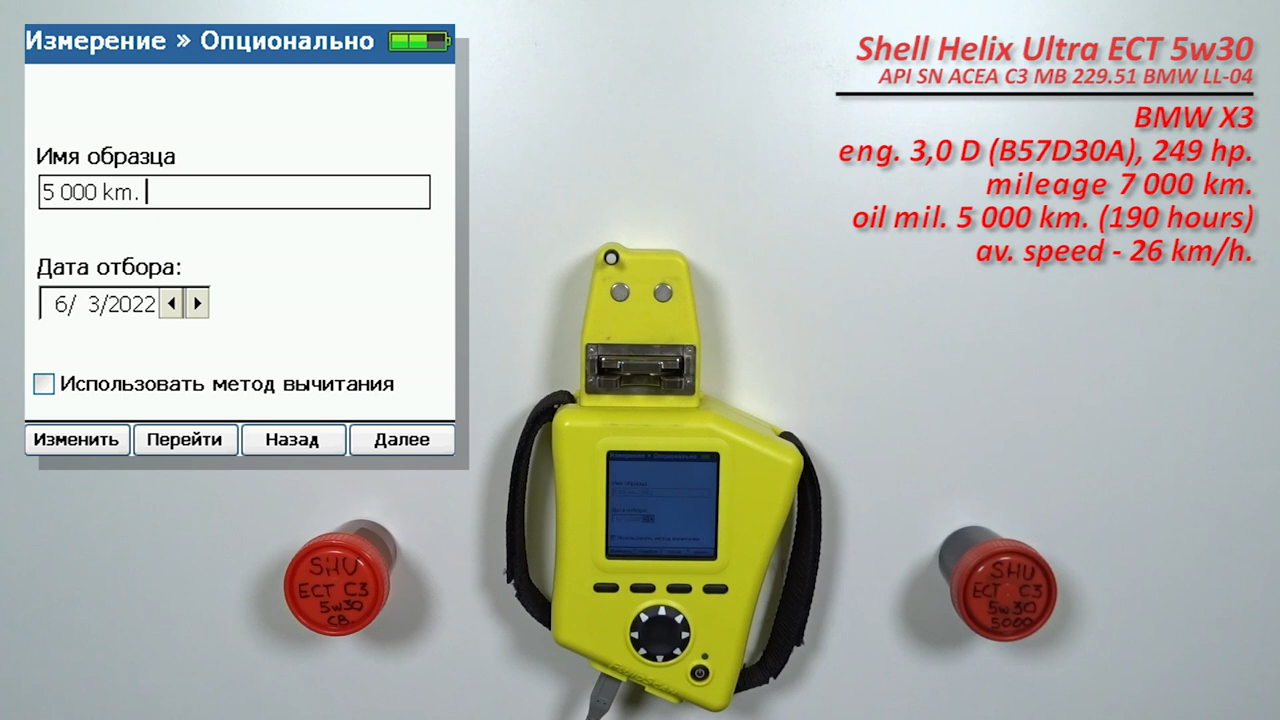 Измерение » Опционально
Имя образца
5 000 km.
Дата отбора:
6/ 3/2022
Использовать метод вычитания
Изменить
Перейти
Назад
Далее
Shell Helix Ultra ECT 5w30
API SN ACEA C3 MB 229.51 BMW LL-04
BMW X3
eng. 3,0 D (B57D30A), 249 hp.
mileage 7 000 km.
oil mil. 5 000 km. (190 hours)
av. speed - 26 km/h.
Измерение » Опционально
SHU
ECT C3
5w30
СВ.
SHU
ECT C3
5w30
5000